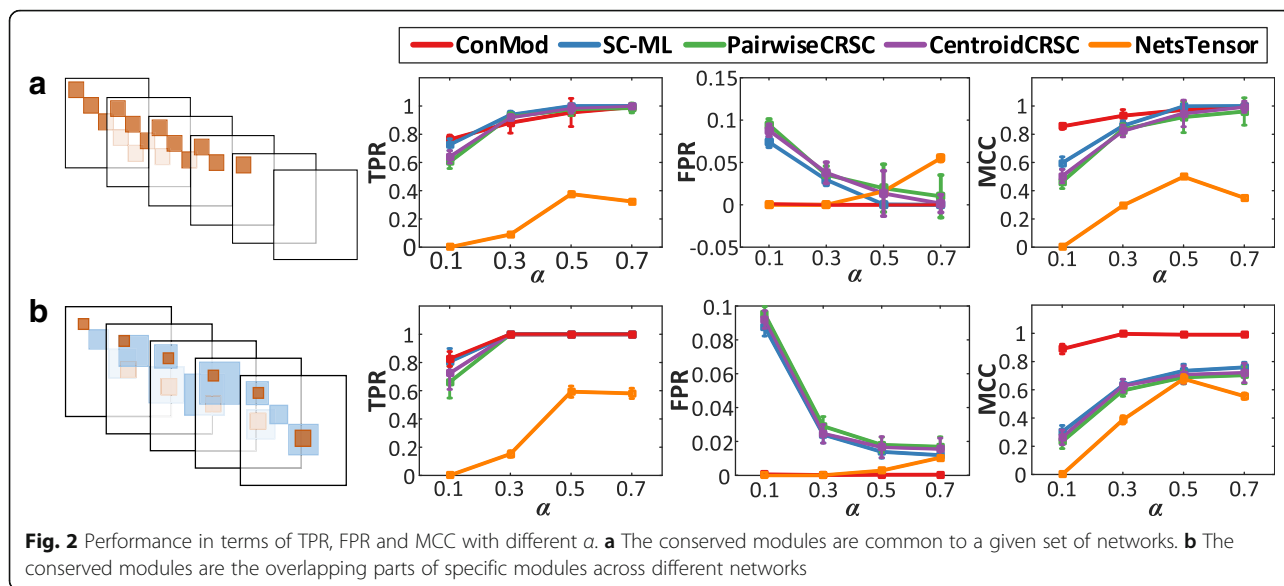 ConMod SC-ML PairwiseCRSC CentroidCRSC NetsTensor
a
TPR
1
0.8
0.6
0.4
0.2
0
0.1 0.3 0.5 0.7
α
FPR
0.15
0.1
0.05
0
-0.05
0.1 0.3 0.5 0.7
α
MCC
1
0.8
0.6
0.4
0.2
0
0.1 0.3 0.5 0.7
α
b
TPR
1
0.8
0.6
0.4
0.2
0
0.1 0.3 0.5 0.7
α
FPR
0.1
0.08
0.06
0.04
0.02
0
0.1 0.3 0.5 0.7
α
MCC
1
0.8
0.6
0.4
0.2
0
0.1 0.3 0.5 0.7
α
Fig. 2 Performance in terms of TPR, FPR and MCC with different α. a The conserved modules are common to a given set of networks. b The
conserved modules are the overlapping parts of specific modules across different networks